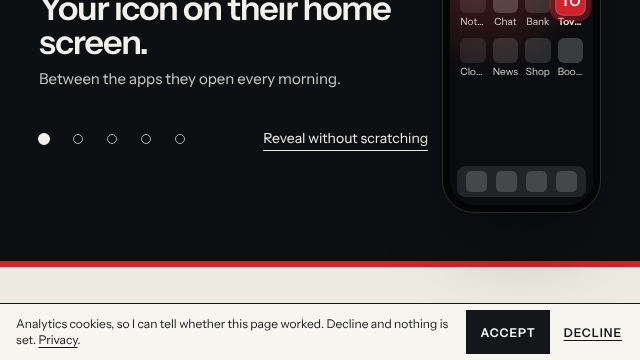 Your icon on their home
screen.
Between the apps they open every morning.
Reveal without scratching
TO
Not... Chat Bank Tov...
Clo... News Shop Boo...
Analytics cookies, so I can tell whether this page worked. Decline and nothing is
set. Privacy.
ACCEPT
DECLINE